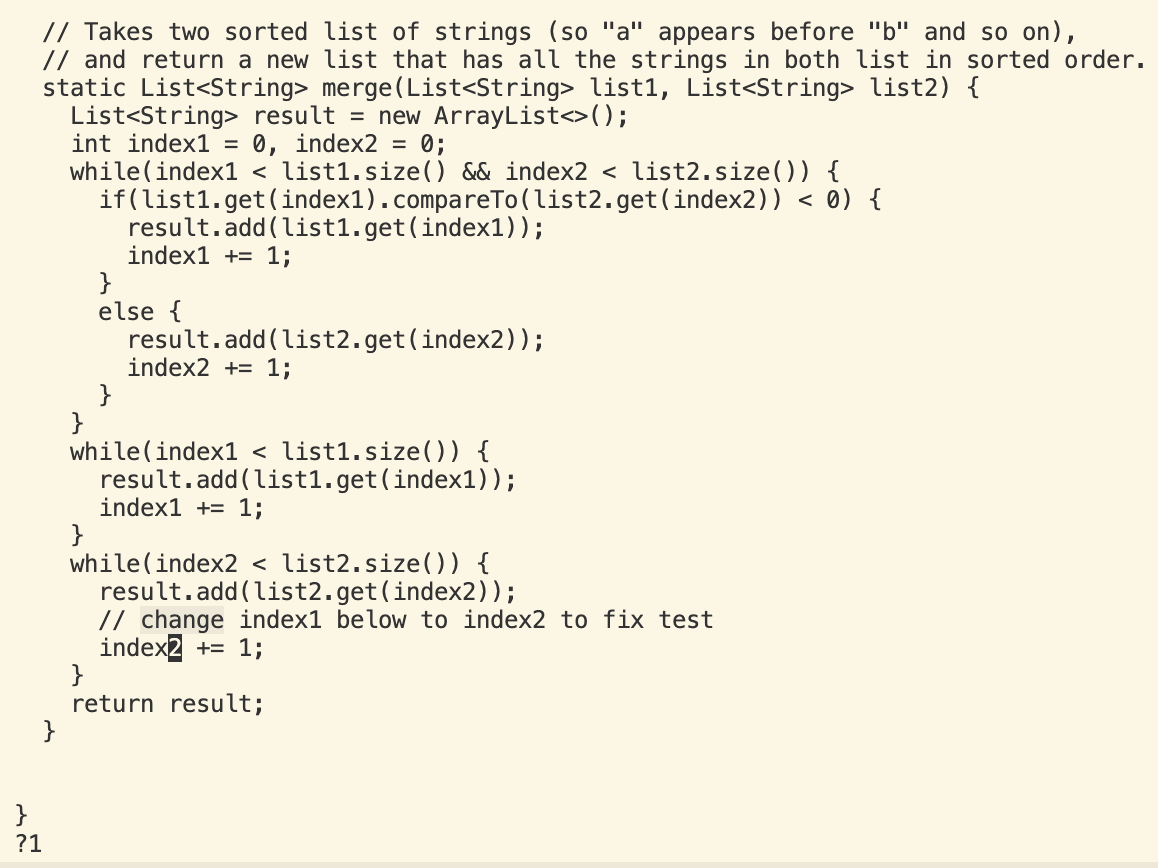 // Takes two sorted list of strings (so "a" appears before "b" and so on),
// and return a new list that has all the strings in both list in sorted order.
static List<String> merge(List<String> list1, List<String> list2) {
List<String> result = new ArrayList<>();
int index1 = 0, index2 = 0;
while(index1 < list1.size() && index2 < list2.size()) {
if(list1.get(index1).compareTo(list2.get(index2)) < 0) {
result.add(list1.get(index1));
index1 += 1;
}
else {
result.add(list2.get(index2));
index2 += 1;
}
}
while(index1 < list1.size()) {
result.add(list1.get(index1));
index1 += 1;
}
while(index2 < list2.size()) {
result.add(list2.get(index2));
// change index1 below to index2 to fix test
index2 += 1;
}
return result;
}
}
?1